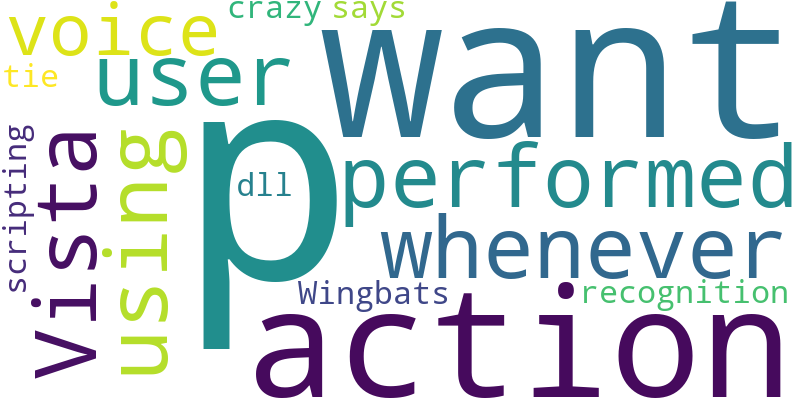 crazy says
voice want
tie user
p
performed
scripting Vista using dll
whenever
Wingbats recognition
action